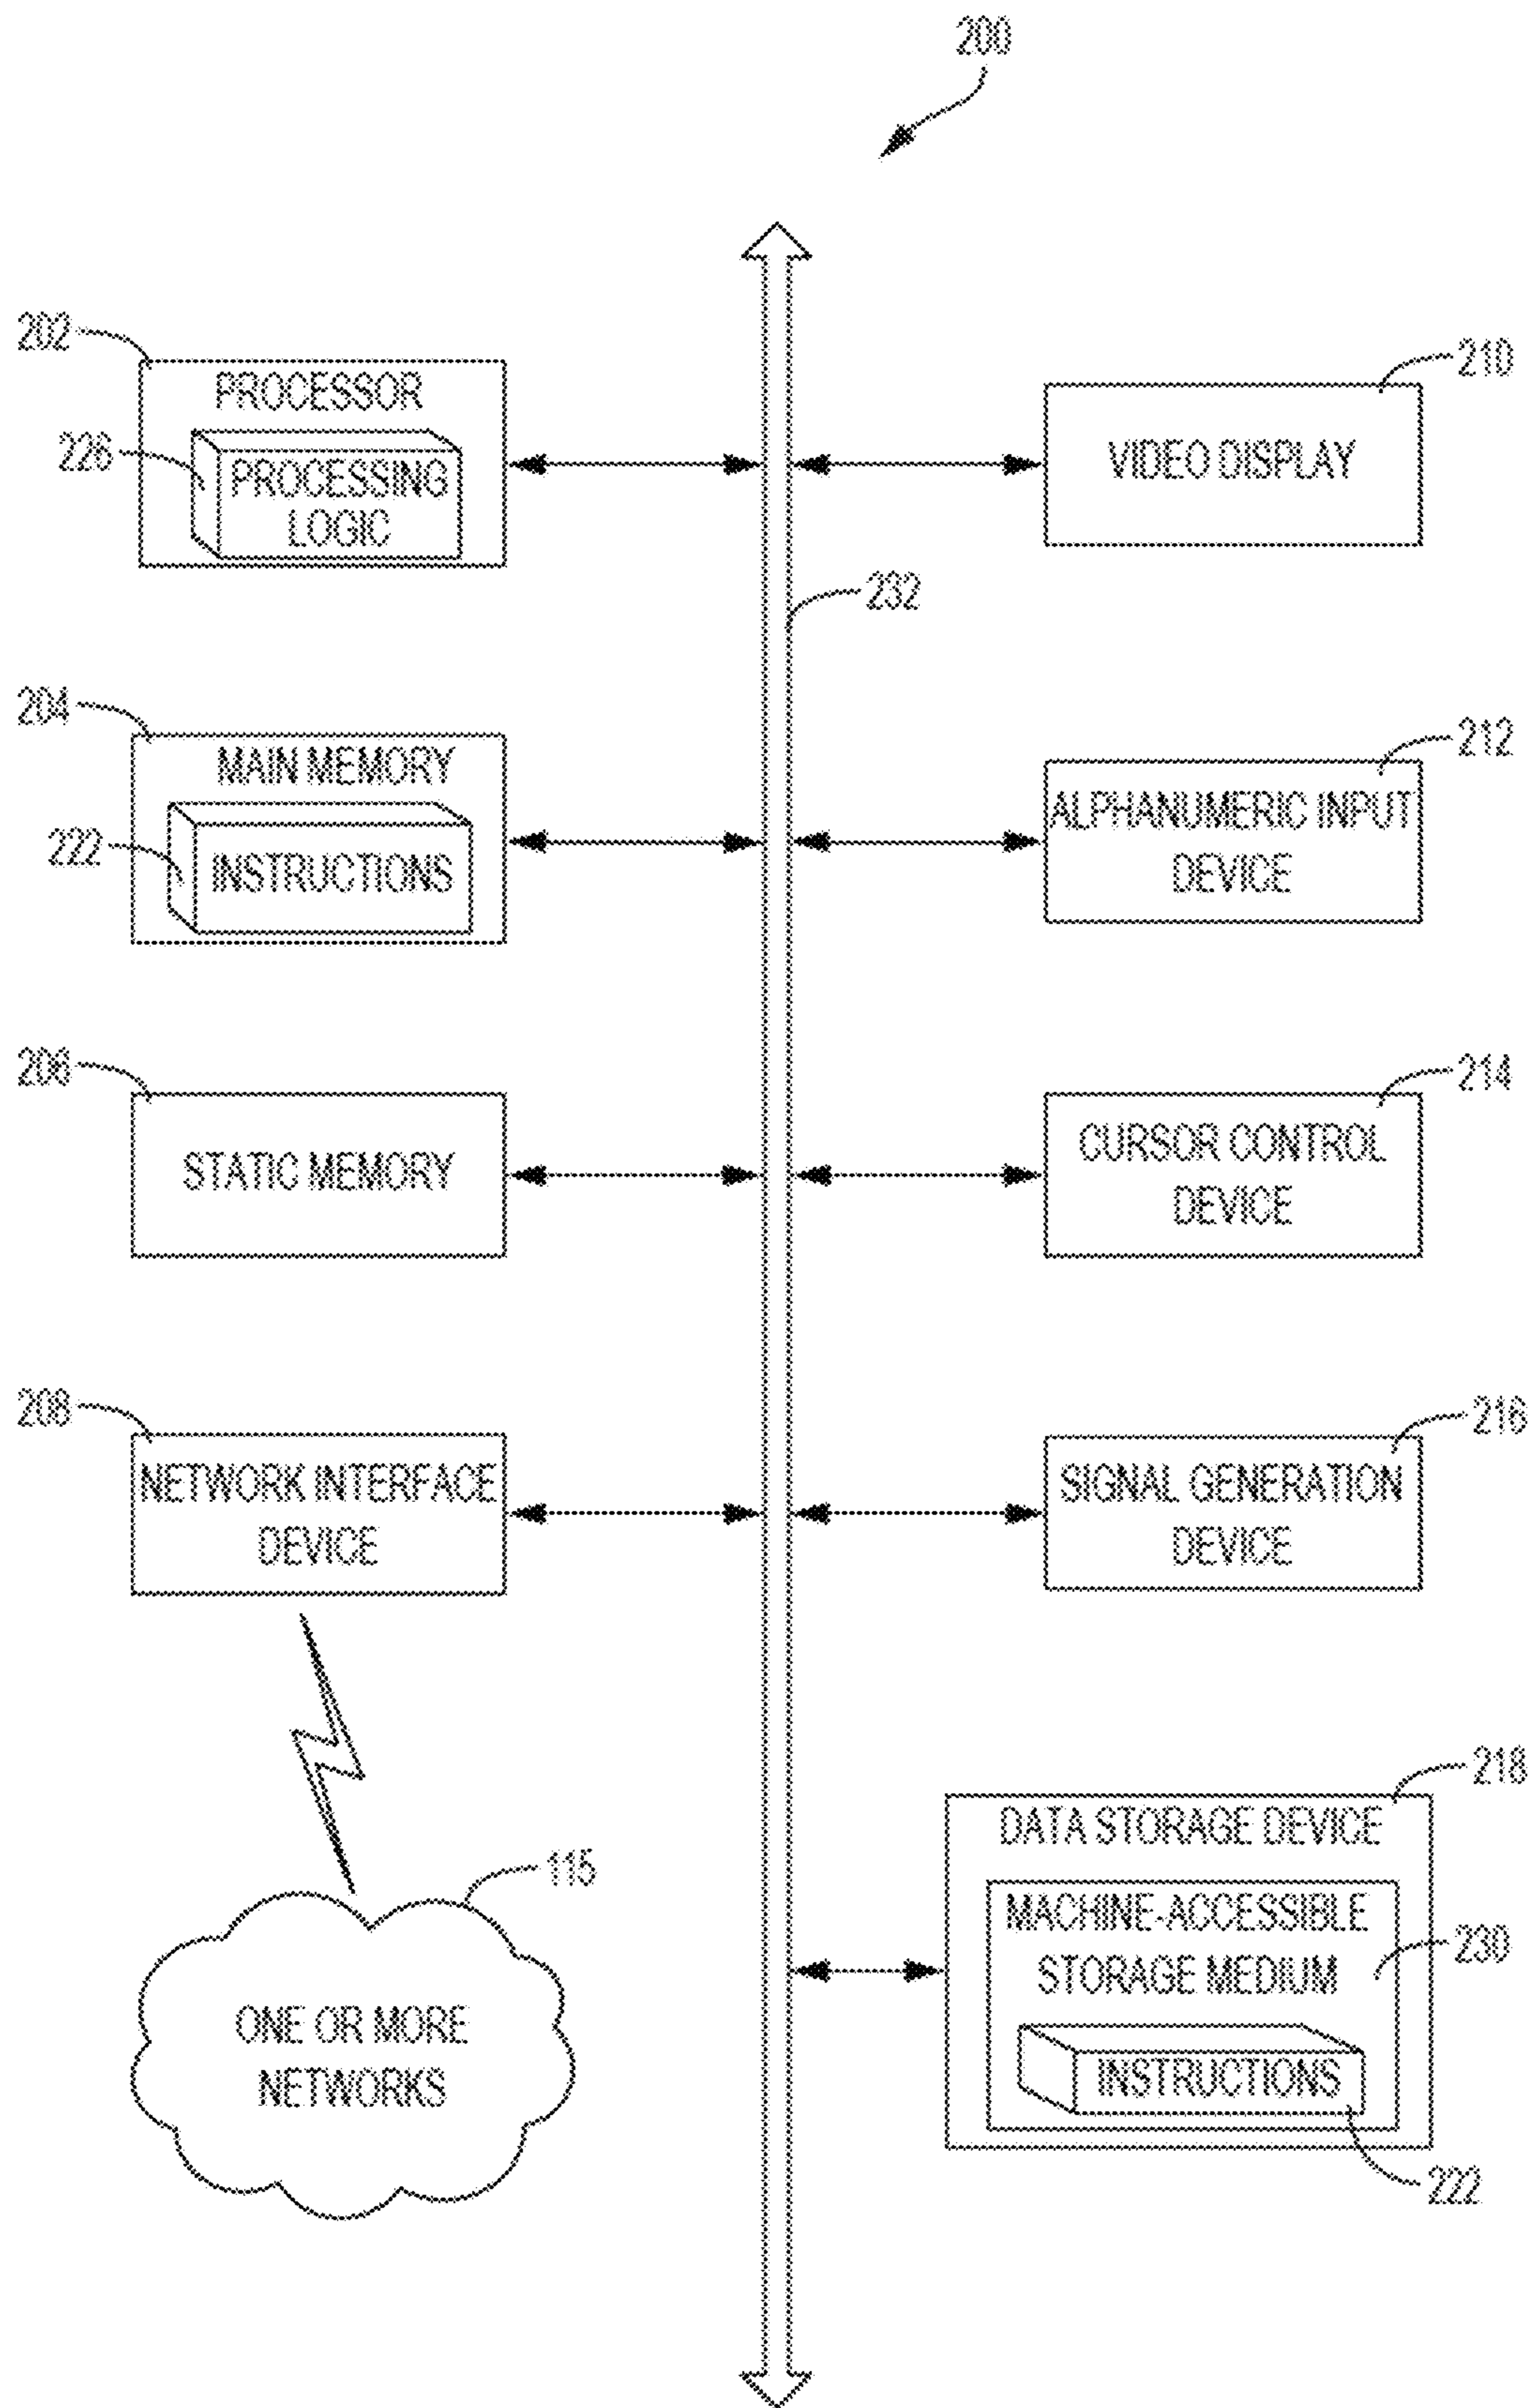 200
202
PROCESSOR
226
PROCESSING
LOGIC
210
VIDEO DISPLAY
232
204
MAIN MEMORY
222
INSTRUCTIONS
212
ALPHANUMERIC INPUT
DEVICE
206
STATIC MEMORY
214
CURSOR CONTROL
DEVICE
208
NETWORK INTERFACE
DEVICE
216
SIGNAL GENERATION
DEVICE
115
ONE OR MORE
NETWORKS
218
DATA STORAGE DEVICE
MACHINE-ACCESSIBLE
STORAGE MEDIUM
230
INSTRUCTIONS
222